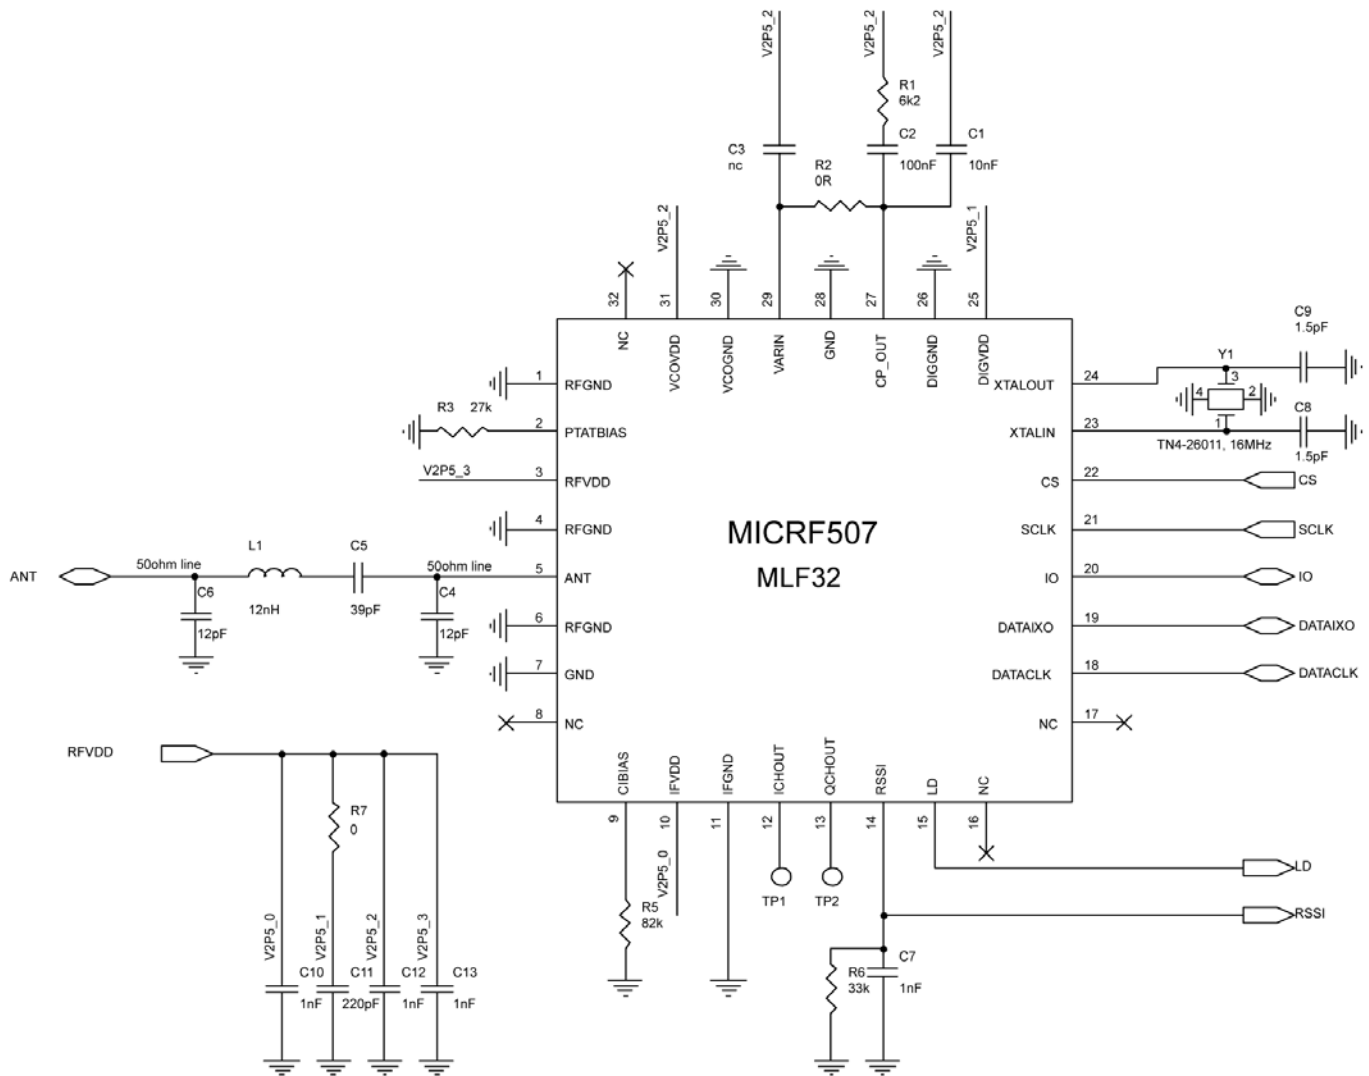 V2P5_2
V2P5_2
V2P5_2
R1
6k2
C3
nc
R2
0R
C2
100nF
C1
10nF
V2P5_2
V2P5_1
32
31
30
29
28
27
26
25
NC
VCOVDD
VCOGND
VARIN
GND
CP_OUT
DIGGND
DIGVDD
C9
1.5pF
Y1
3
4
2
1
C8
1.5pF
TN4-26011, 16MHz
1
RFGND
XTALOUT
24
R3
27k
2
PTATBIAS
XTALIN
23
V2P5_3
3
RFVDD
CS
22
CS
4
RFGND
MICRF507
MLF32
SCLK
21
SCLK
ANT
50ohm line
L1
12nH
C5
39pF
50ohm line
C6
12pF
C4
12pF
5
ANT
IO
20
IO
6
RFGND
DATAIXO
19
DATAIXO
7
GND
DATACLK
18
DATACLK
8
NC
NC
17
CIBIAS
IFVDD
IFGND
ICHOUT
QCHOUT
RSSI
LD
NC
9
10
11
12
13
14
15
16
RFVDD
R7
0
V2P5_0
V2P5_1
V2P5_2
V2P5_3
C10
1nF
C11
220pF
C12
1nF
C13
1nF
V2P5_0
R5
82k
TP1
TP2
LD
RSSI
R6
33k
C7
1nF